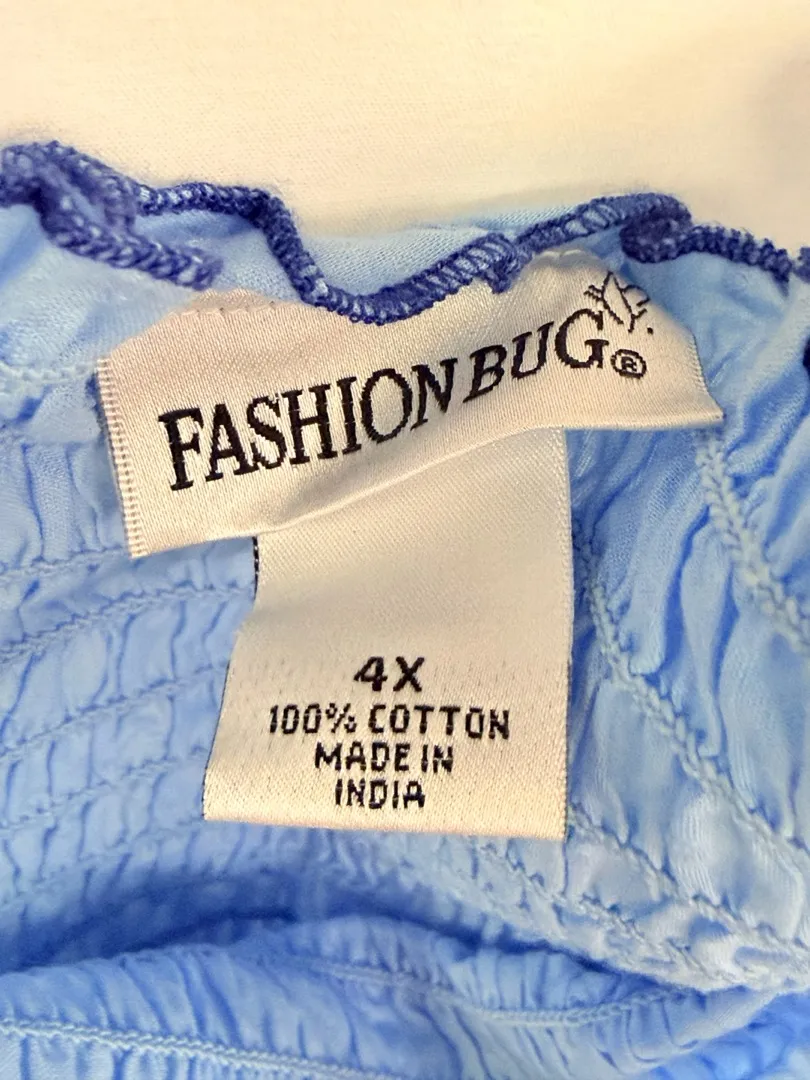 FASHION BUG®
4X
100% COTTON
MADE IN
INDIA